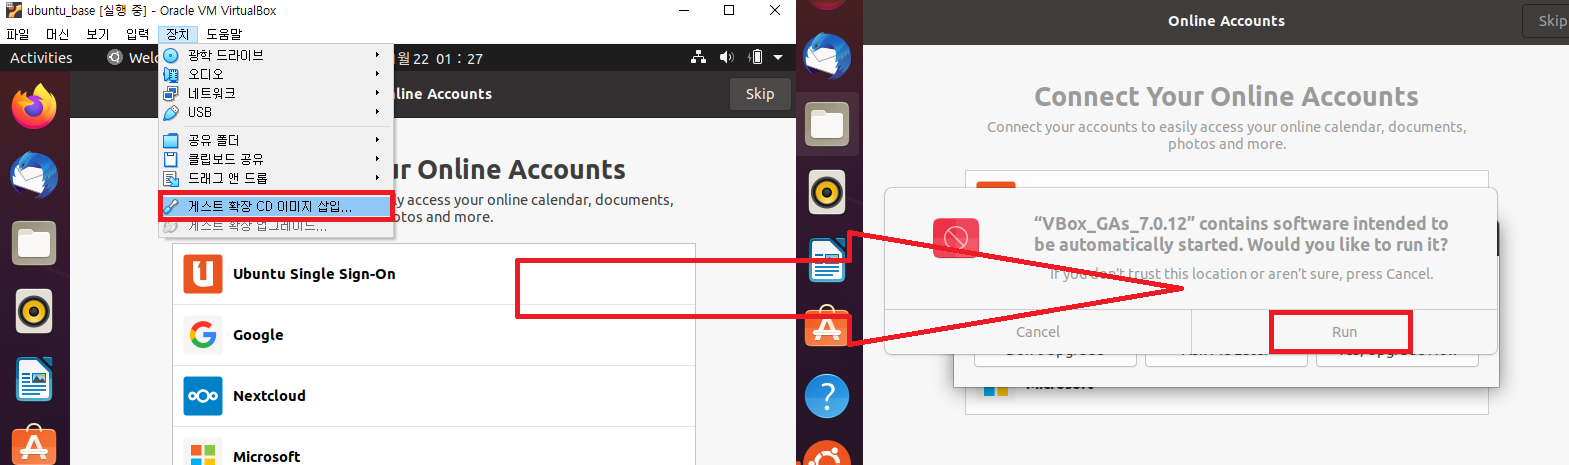 ubuntu_base [실행 중] - Oracle VM VirtualBox
파일 머신 보기 입력 장치 도움말
Activities
월 22 01 : 27
광학 드라이브
오디오
네트워크
USB
공유 폴더
클립보드 공유
드래그 앤 드롭
게스트 확장 CD 이미지 삽입...
게스트 확장 업그레이드...
Online Accounts
Skip
ur Online Accounts
ly access your online calendar, documents,
photos and more.
Ubuntu Single Sign-On
Google
Nextcloud
Microsoft
Online Accounts
Skip
Connect Your Online Accounts
Connect your accounts to easily access your online calendar, documents,
photos and more.
“VBox_GAs_7.0.12” contains software intended to
be automatically started. Would you like to run it?
If you don’t trust this location or aren’t sure, press Cancel.
Cancel
Run
Microsoft